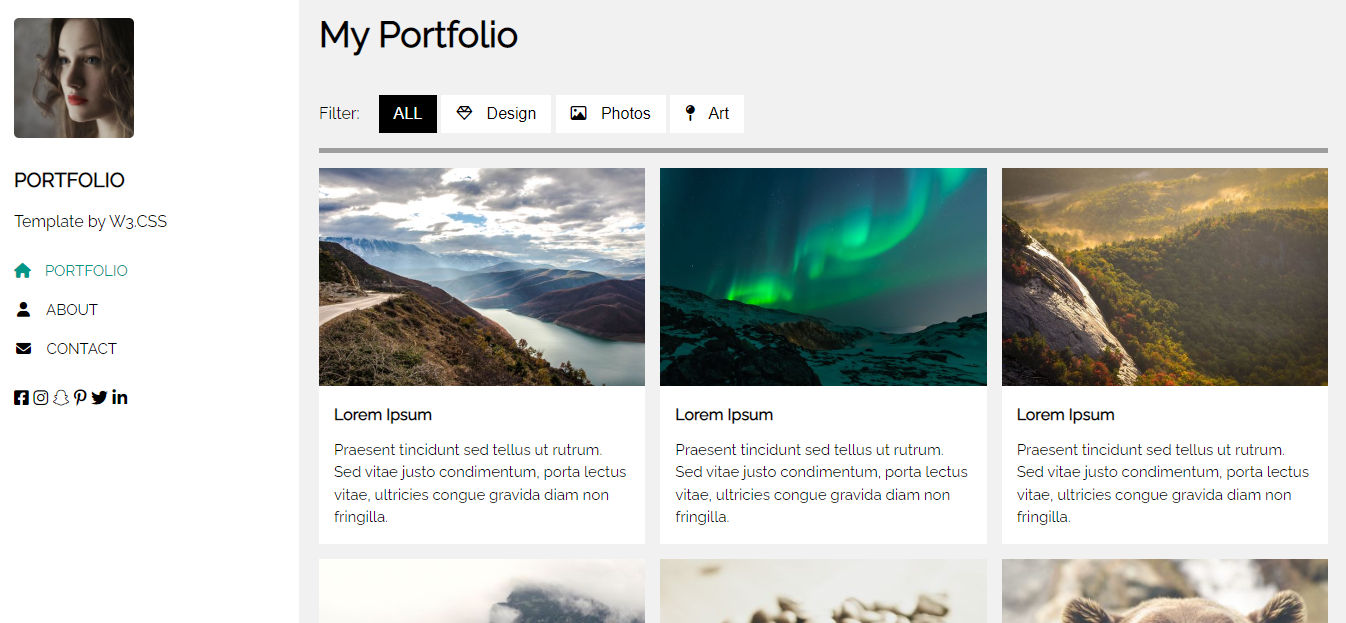 PORTFOLIO
Template by W3.CSS
PORTFOLIO
ABOUT
CONTACT
My Portfolio
Filter: ALL Design Photos Art
Lorem Ipsum
Praesent tincidunt sed tellus ut rutrum.
Sed vitae justo condimentum, porta lectus
vitae, ultricies congue gravida diam non
fringilla.
Lorem Ipsum
Praesent tincidunt sed tellus ut rutrum.
Sed vitae justo condimentum, porta lectus
vitae, ultricies congue gravida diam non
fringilla.
Lorem Ipsum
Praesent tincidunt sed tellus ut rutrum.
Sed vitae justo condimentum, porta lectus
vitae, ultricies congue gravida diam non
fringilla.